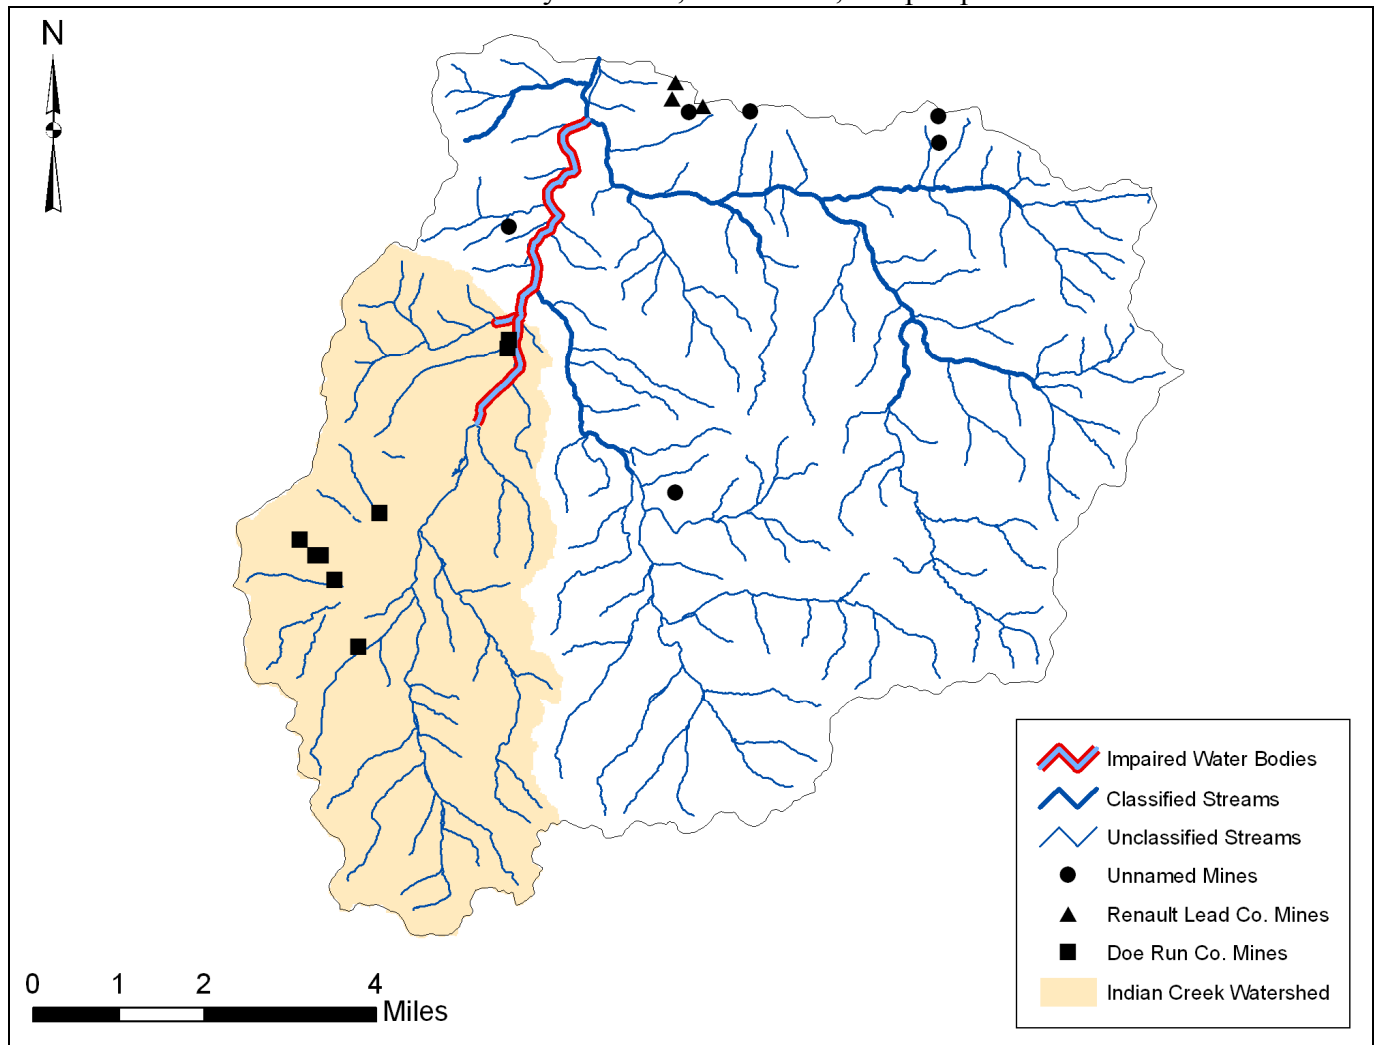 N
Impaired Water Bodies
Classified Streams
Unclassified Streams
Unnamed Mines
Renault Lead Co. Mines
Doe Run Co. Mines
Indian Creek Watershed
0 1 2 4
Miles